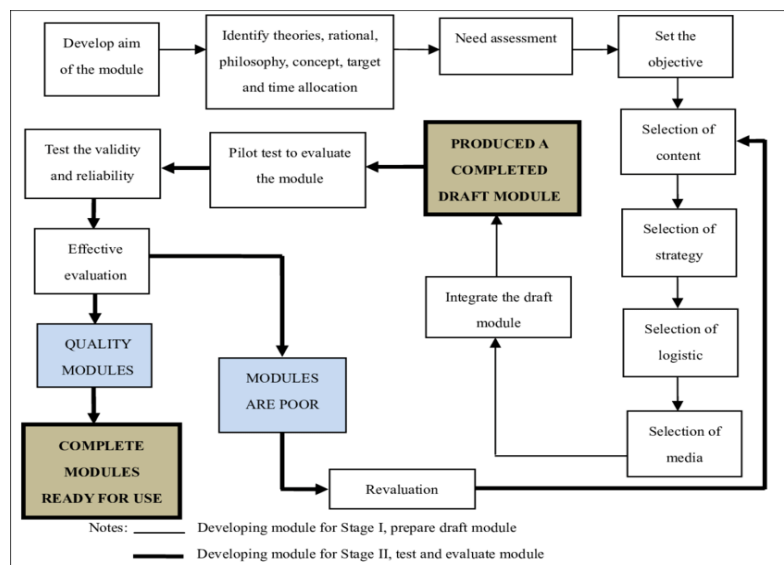 Develop aim
of the module
Identify theories, rational,
philosophy, concept, target
and time allocation
Need assessment
Set the
objective
Selection of
content
Selection of
strategy
Selection of
logistic
Selection of
media
Integrate the draft
module
PRODUCED A
COMPLETED
DRAFT MODULE
Pilot test to evaluate
the module
Test the validity
and reliability
Effective
evaluation
QUALITY
MODULES
COMPLETE
MODULES
READY FOR USE
MODULES
ARE POOR
Revaluation
Notes: Developing module for Stage I, prepare draft module
Developing module for Stage II, test and evaluate module